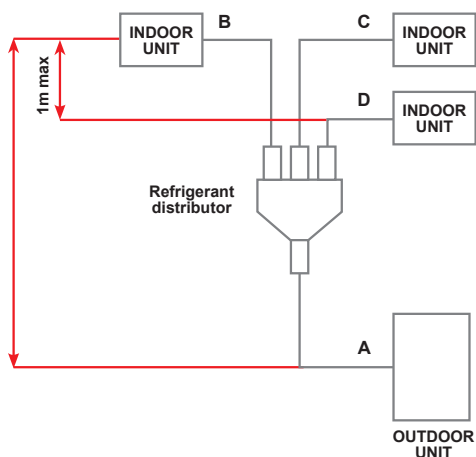 INDOOR
UNIT
B
C
INDOOR
UNIT
1m max
D
INDOOR
UNIT
Refrigerant
distributor
A
OUTDOOR
UNIT